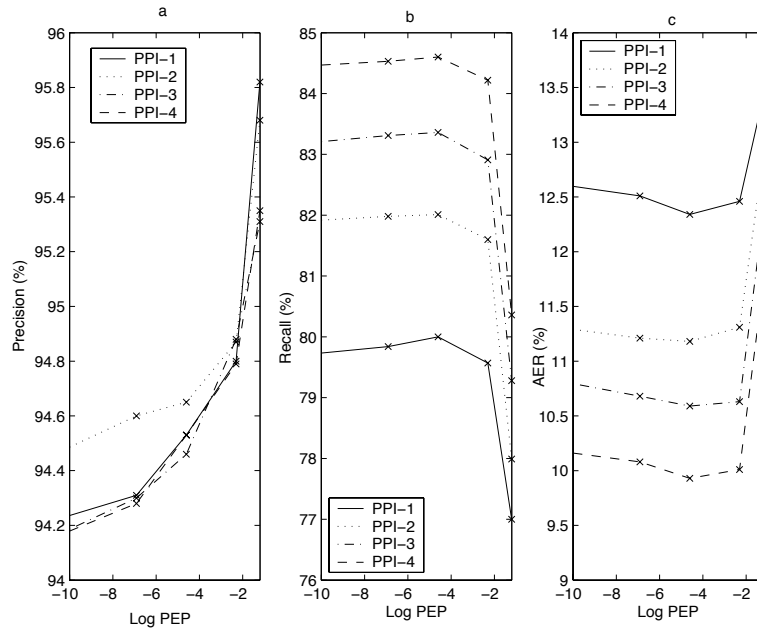 a
96
95.8
95.6
95.4
95.2
95
94.8
94.6
94.4
94.2
94
Precision (%)
PPI−1
PPI−2
PPI−3
PPI−4
−10
−8
−6
−4
−2
Log PEP
b
85
84
83
82
81
80
79
78
77
76
Recall (%)
PPI−1
PPI−2
PPI−3
PPI−4
−10
−8
−6
−4
−2
Log PEP
c
14
13.5
13
12.5
12
11.5
11
10.5
10
9.5
9
AER (%)
PPI−1
PPI−2
PPI−3
PPI−4
−10
−8
−6
−4
−2
Log PEP